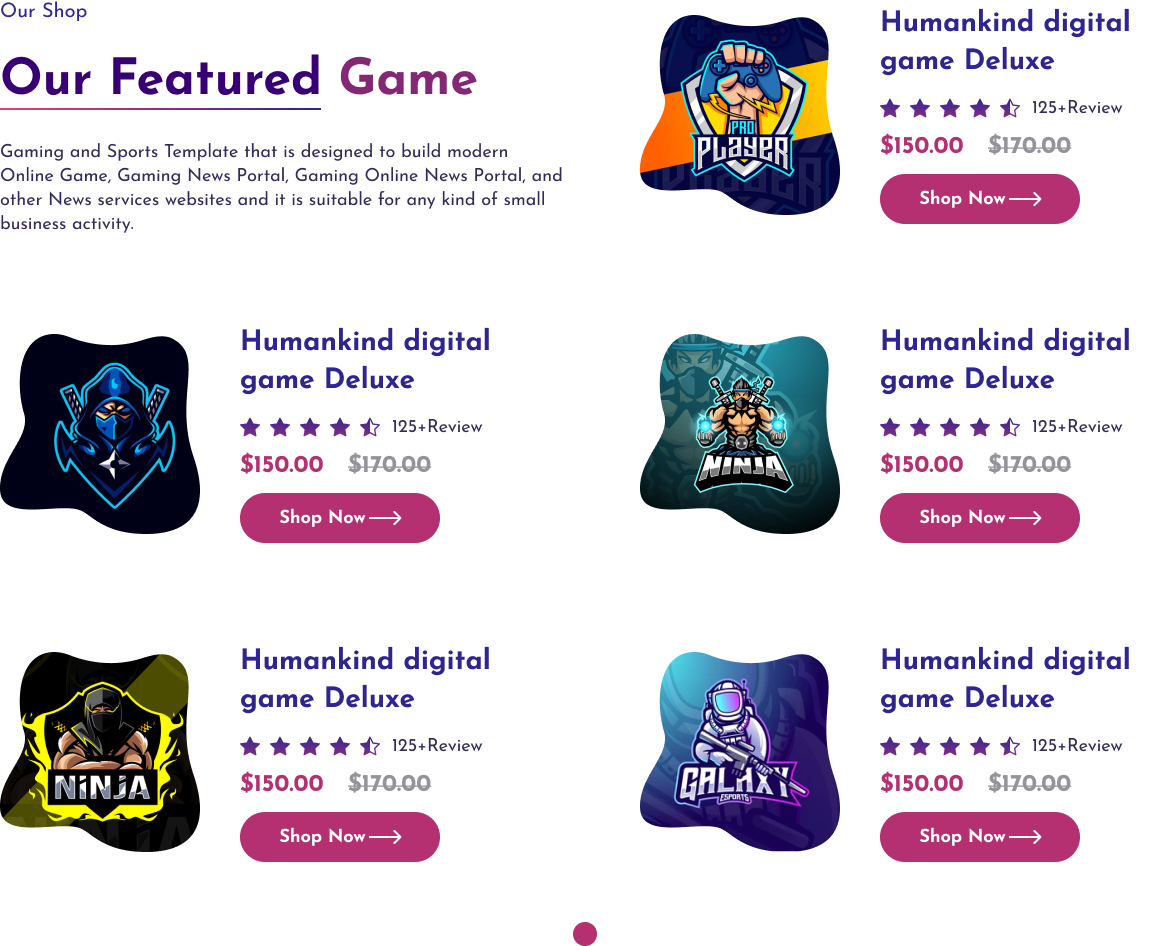 Our Shop
Our Featured Game
Gaming and Sports Template that is designed to build modern
Online Game, Gaming News Portal, Gaming Online News Portal, and
other News services websites and it is suitable for any kind of small
business activity.
PRO
PLAYER
Humankind digital
game Deluxe
125+Review
$150.00 $170.00
Shop Now
Humankind digital
game Deluxe
125+Review
$150.00 $170.00
Shop Now
NINJA
Humankind digital
game Deluxe
125+Review
$150.00 $170.00
Shop Now
NINJA
Humankind digital
game Deluxe
125+Review
$150.00 $170.00
Shop Now
GALAXY
ESPORTS
Humankind digital
game Deluxe
125+Review
$150.00 $170.00
Shop Now